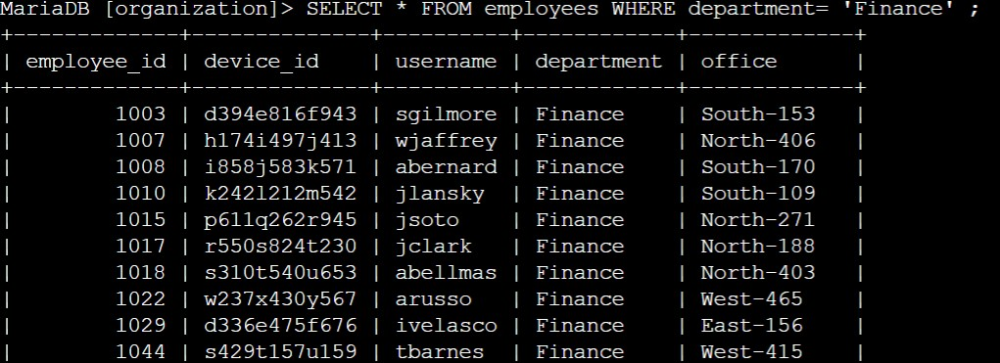 MariaDB [organization]> SELECT * FROM employees WHERE department= 'Finance' ;
+-------------+--------------+----------+------------+-------------+
| employee_id | device_id    | username | department | office      |
+-------------+--------------+----------+------------+-------------+
|        1003 | d394e816f943 | sgilmore | Finance    | South-153   |
|        1007 | h174i497j413 | wjaffrey | Finance    | North-406   |
|        1008 | i858j583k571 | abernard | Finance    | South-170   |
|        1010 | k242l212m542 | jlansky  | Finance    | South-109   |
|        1015 | p611q262r945 | jsoto    | Finance    | North-271   |
|        1017 | r550s824t230 | jclark   | Finance    | North-188   |
|        1018 | s310t540u653 | abellmas | Finance    | North-403   |
|        1022 | w237x430y567 | arusso   | Finance    | West-465    |
|        1029 | d336e475f676 | ivelasco | Finance    | East-156    |
|        1044 | s429t157u159 | tbarnes  | Finance    | West-415    |